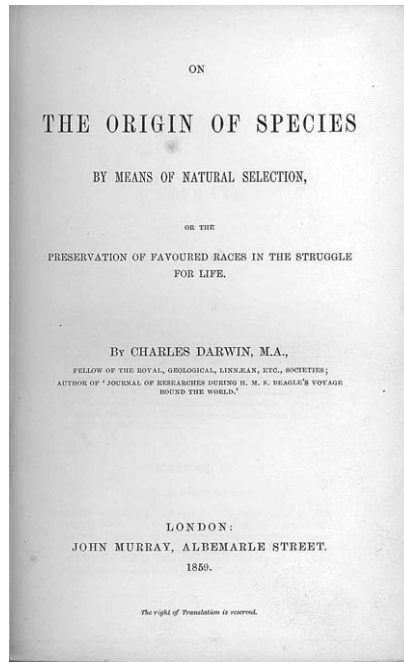 ON
THE ORIGIN OF SPECIES
BY MEANS OF NATURAL SELECTION,
OR THE
PRESERVATION OF FAVOURED RACES IN THE STRUGGLE
FOR LIFE.
BY CHARLES DARWIN, M.A.,
FELLOW OF THE ROYAL, GEOLOGICAL, LINNÆAN, ETC., SOCIETIES;
AUTHOR OF ‘JOURNAL OF RESEARCHES DURING H. M. S. BEAGLE’S VOYAGE
ROUND THE WORLD.’
LONDON:
JOHN MURRAY, ALBEMARLE STREET.
1859.
The right of Translation is reserved.